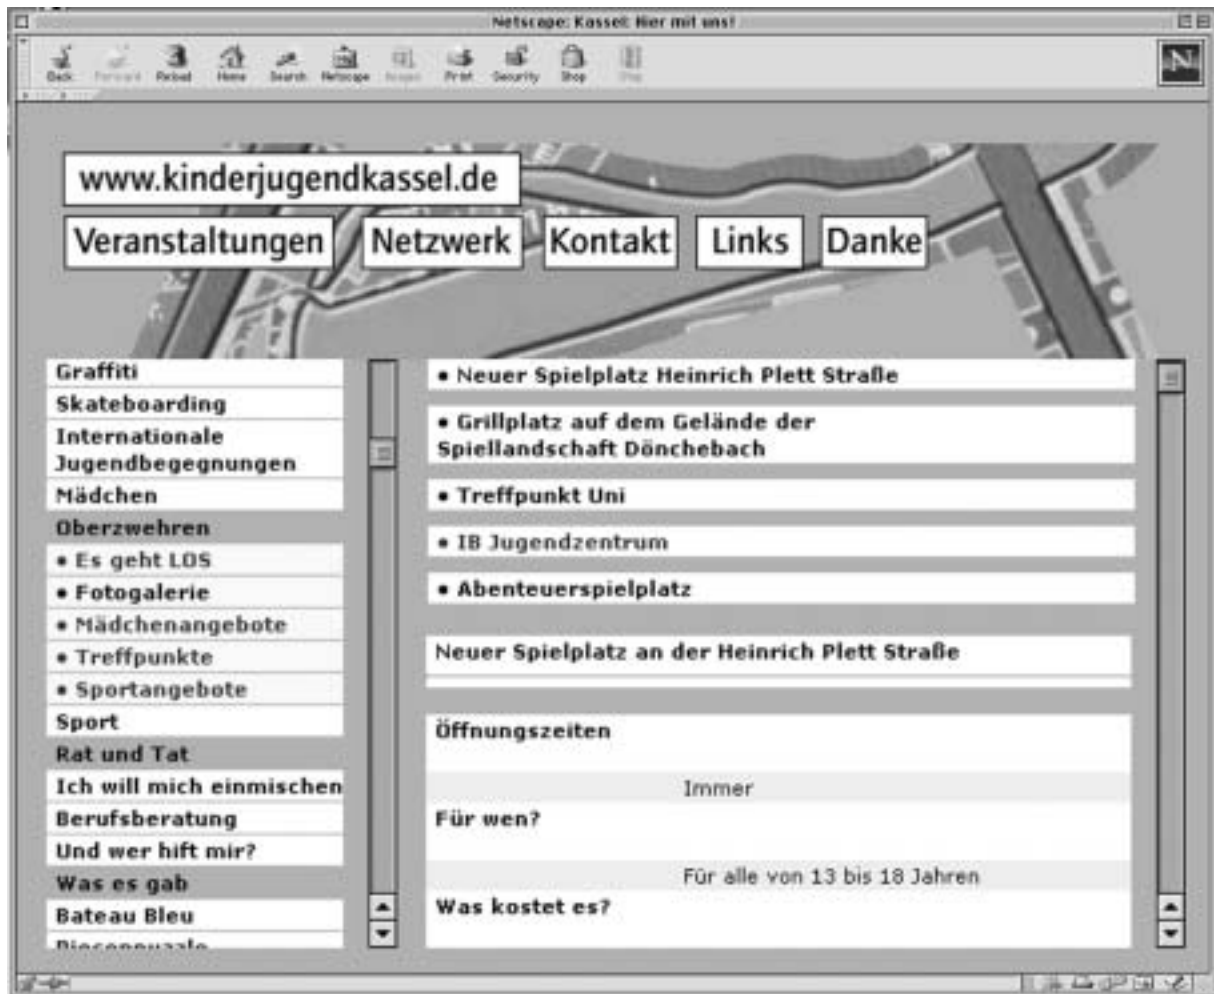 Netscape: Kassel: Hier mit uns!
Back Forward Reload Home Search Netscape Images Print Security Shop Stop
N
www.kinderjugendkassel.de
Veranstaltungen Netzwerk Kontakt Links Danke
Graffiti
Skateboarding
Internationale
Jugendbegegnungen
Mädchen
Oberzwehren
• Es geht LOS
• Fotogalerie
• Mädchenangebote
• Treffpunkte
• Sportangebote
Sport
Rat und Tat
Ich will mich einmischen
Berufsberatung
Und wer hift mir?
Was es gab
Bateau Bleu
Riesenpuzzle
• Neuer Spielplatz Heinrich Plett Straße
• Grillplatz auf dem Gelände der
Spiellandschaft Dönchebach
• Treffpunkt Uni
• IB Jugendzentrum
• Abenteuerspielplatz
Neuer Spielplatz an der Heinrich Plett Straße
Öffnungszeiten
Immer
Für wen?
Für alle von 13 bis 18 Jahren
Was kostet es?